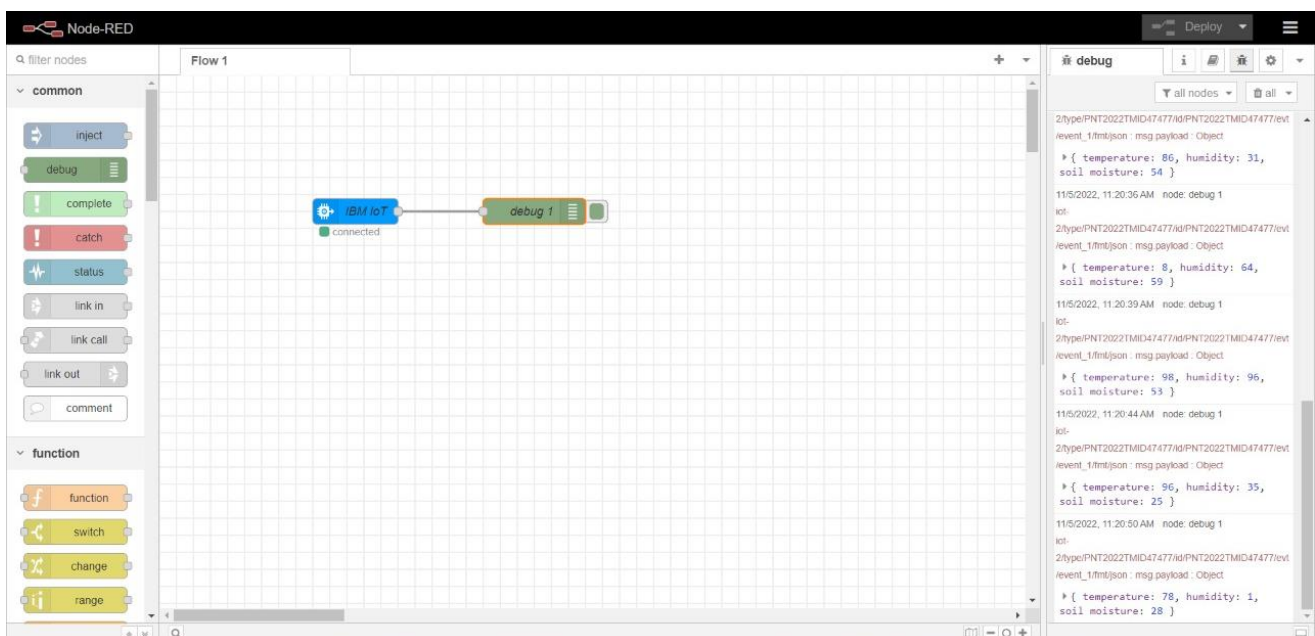 Node-RED
Deploy
filter nodes
Flow 1
debug
i
all nodes
all
common
inject
debug
complete
catch
status
link in
link call
link out
comment
function
function
switch
change
range
IBM IoT
connected
debug 1
2/type/PNT2022TMID47477/id/PNT2022TMID47477/evt
/event_1/fmt/json : msg.payload : Object
{ temperature: 86, humidity: 31,
soil moisture: 54 }
11/5/2022, 11:20:36 AM node: debug 1
iot-
2/type/PNT2022TMID47477/id/PNT2022TMID47477/evt
/event_1/fmt/json : msg.payload : Object
{ temperature: 8, humidity: 64,
soil moisture: 59 }
11/5/2022, 11:20:39 AM node: debug 1
iot-
2/type/PNT2022TMID47477/id/PNT2022TMID47477/evt
/event_1/fmt/json : msg.payload : Object
{ temperature: 98, humidity: 96,
soil moisture: 53 }
11/5/2022, 11:20:44 AM node: debug 1
iot-
2/type/PNT2022TMID47477/id/PNT2022TMID47477/evt
/event_1/fmt/json : msg.payload : Object
{ temperature: 96, humidity: 35,
soil moisture: 25 }
11/5/2022, 11:20:50 AM node: debug 1
iot-
2/type/PNT2022TMID47477/id/PNT2022TMID47477/evt
/event_1/fmt/json : msg.payload : Object
{ temperature: 78, humidity: 1,
soil moisture: 28 }